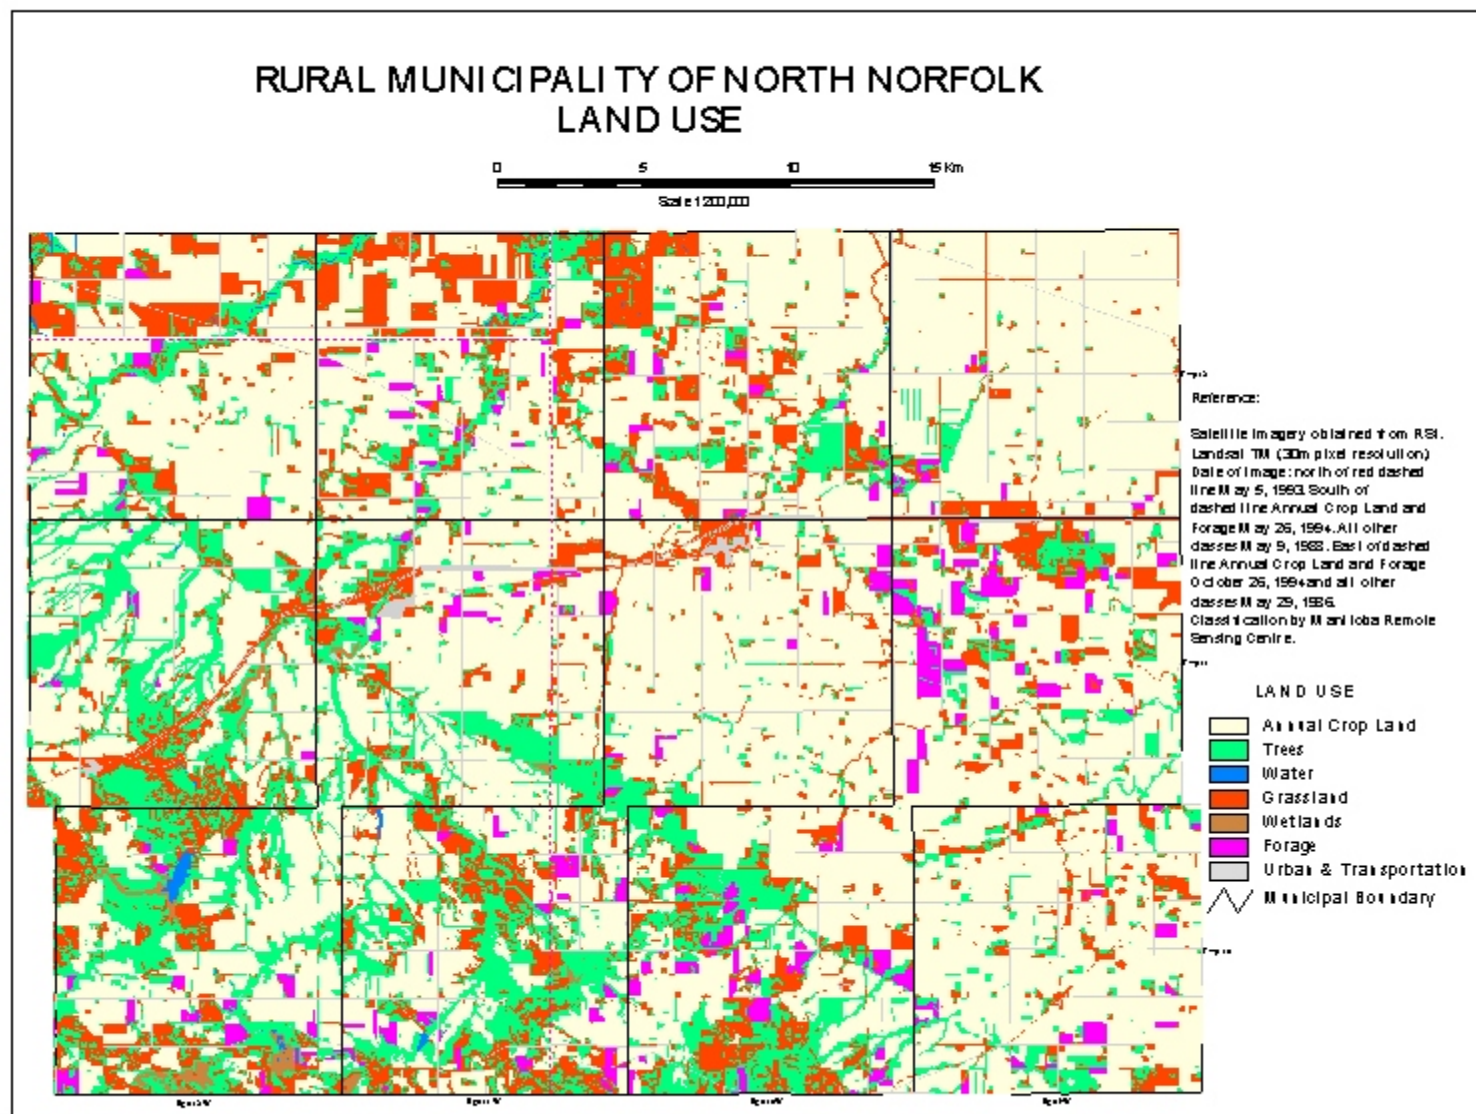 RURAL MUNICIPALITY OF NORTH NORFOLK
LAND USE
0 5 10 15 Km
Scale 1:200,000
Reference:
Satellite Imagery obtained from RSI.
Landsat TM (30m pixel resolution)
Date of Image: north of red dashed
line May 5, 1993. South of
dashed line Annual Crop Land and
Forage May 26, 1994. All other
classes May 9, 1988. East of dashed
line Annual Crop Land and Forage
October 26, 1994 and all other
classes May 29, 1986.
Classification by Manitoba Remote
Sensing Centre.
LAND USE
Annual Crop Land
Trees
Water
Grassland
Wetlands
Forage
Urban & Transportation
Municipal Boundary